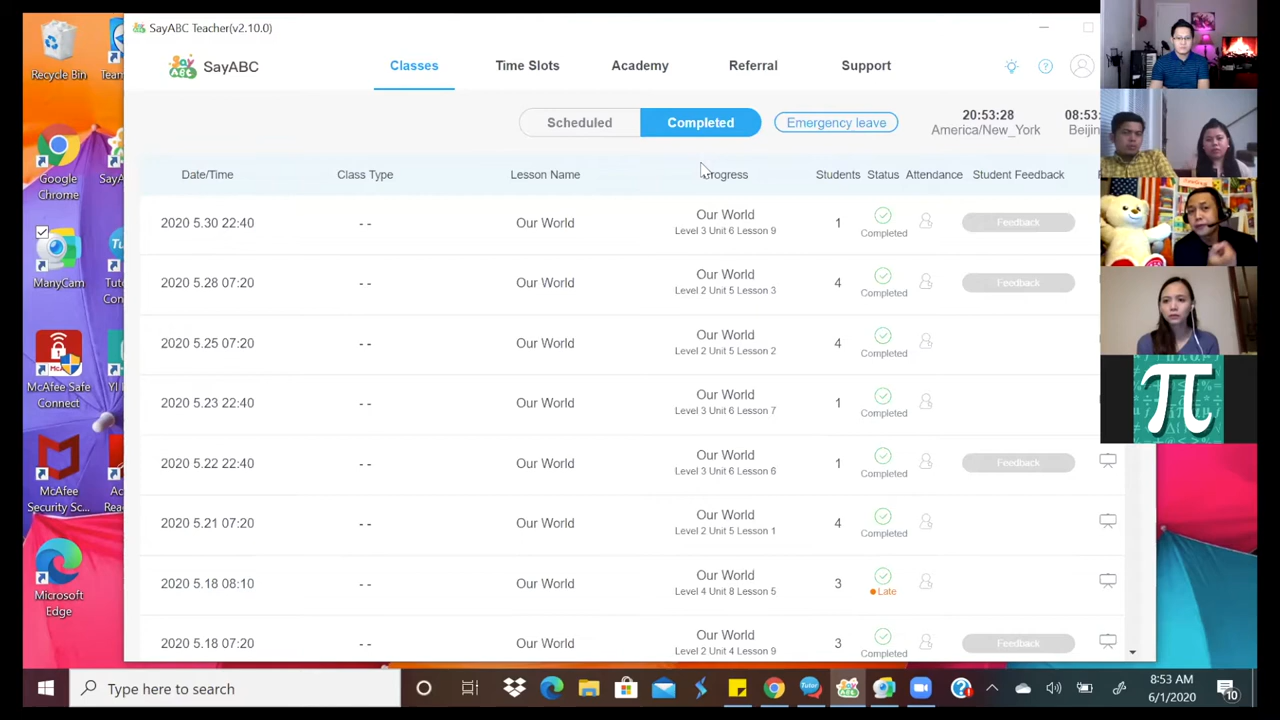 SayABC Teacher(v2.10.0)
SayABC
Classes
Time Slots
Academy
Referral
Support
Scheduled
Completed
Emergency leave
20:53:28
America/New_York
08:53
Beijin
Date/Time
Class Type
Lesson Name
Progress
Students
Status
Attendance
Student Feedback
2020 5.30 22:40
- -
Our World
Our World
Level 3 Unit 6 Lesson 9
1
Completed
Feedback
2020 5.28 07:20
- -
Our World
Our World
Level 2 Unit 5 Lesson 3
4
Completed
Feedback
2020 5.25 07:20
- -
Our World
Our World
Level 2 Unit 5 Lesson 2
4
Completed
2020 5.23 22:40
- -
Our World
Our World
Level 3 Unit 6 Lesson 7
1
Completed
2020 5.22 22:40
- -
Our World
Our World
Level 3 Unit 6 Lesson 6
1
Completed
Feedback
2020 5.21 07:20
- -
Our World
Our World
Level 2 Unit 5 Lesson 1
4
Completed
2020 5.18 08:10
- -
Our World
Our World
Level 4 Unit 8 Lesson 5
3
Late
2020 5.18 07:20
- -
Our World
Our World
Level 2 Unit 4 Lesson 9
3
Completed
Feedback
Recycle Bin
Google
Chrome
ManyCam
McAfee Safe
Connect
McAfee
Security Sc...
Microsoft
Edge
π
Type here to search
8:53 AM
6/1/2020
10